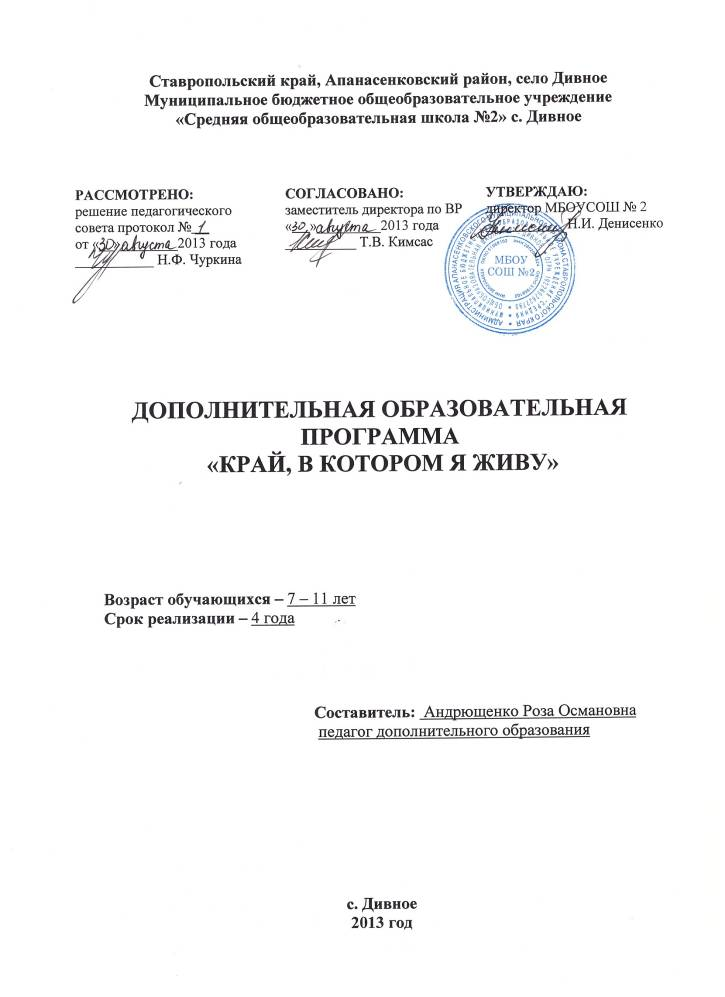 Ставропольский край, Апанасенковский район, село Дивное
Муниципальное бюджетное общеобразовательное учреждение
«Средняя общеобразовательная школа №2» с. Дивное
РАССМОТРЕНО:
решение педагогического
совета протокол № 1
от «30» августа 2013 года
Н.Ф. Чуркина
СОГЛАСОВАНО:
заместитель директора по ВР
«30» августа 2013 года
Т.В. Кимсас
УТВЕРЖДАЮ:
директор МБОУСОШ № 2
Н.И. Денисенко
МБОУ
СОШ №2
ДОПОЛНИТЕЛЬНАЯ ОБРАЗОВАТЕЛЬНАЯ
ПРОГРАММА
«КРАЙ, В КОТОРОМ Я ЖИВУ»
Возраст обучающихся – 7 – 11 лет
Срок реализации – 4 года
Составитель: Андрющенко Роза Османовна
педагог дополнительного образования
с. Дивное
2013 год